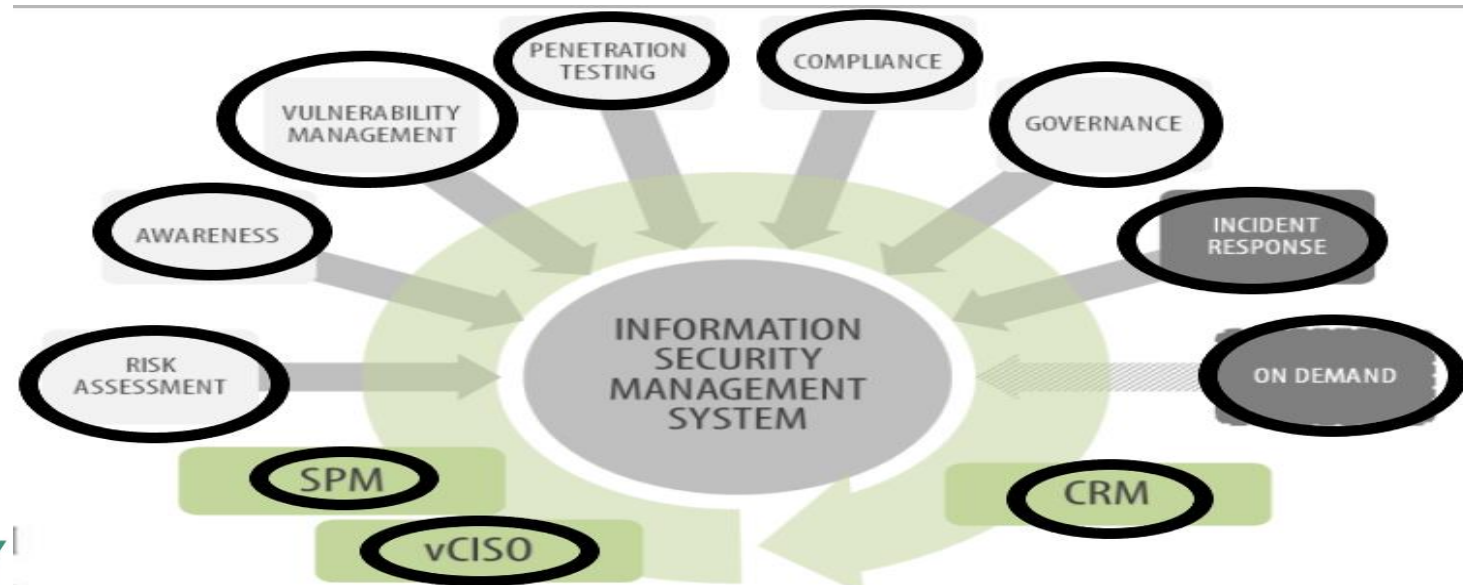 PENETRATION
TESTING
COMPLIANCE
VULNERABILITY
MANAGEMENT
GOVERNANCE
AWARENESS
INCIDENT
RESPONSE
RISK
ASSESSMENT
INFORMATION
SECURITY
MANAGEMENT
SYSTEM
ON DEMAND
SPM
CRM
vCISO